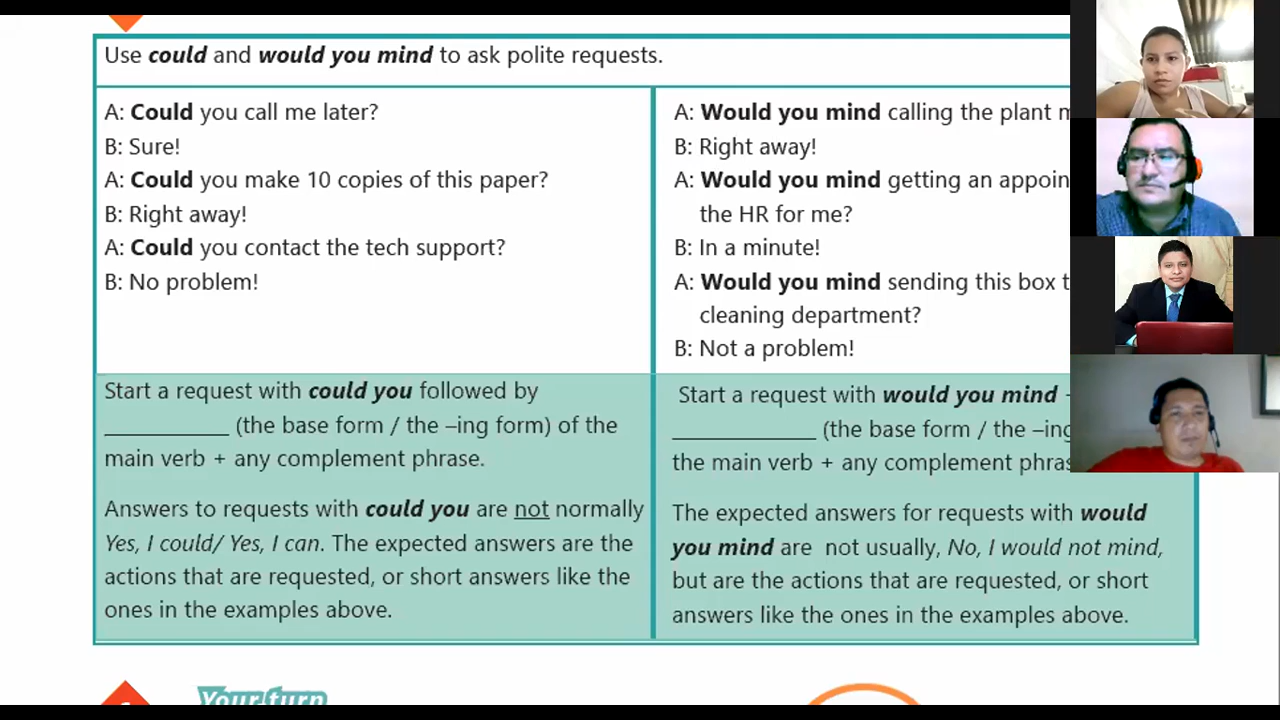 Use could and would you mind to ask polite requests.
A: Could you call me later?
B: Sure!
A: Could you make 10 copies of this paper?
B: Right away!
A: Could you contact the tech support?
B: No problem!
A: Would you mind calling the plant
B: Right away!
A: Would you mind getting an
the HR for me?
B: In a minute!
A: Would you mind sending this box
cleaning department?
B: Not a problem!
Start a request with could you followed by
____________ (the base form / the –ing form) of the
main verb + any complement phrase.
Answers to requests with could you are not normally
Yes, I could/ Yes, I can. The expected answers are the
actions that are requested, or short answers like the
ones in the examples above.
Start a request with would you mind
______________ (the base form / the –ing
the main verb + any complement
The expected answers for requests with would
you mind are not usually, No, I would not mind,
but are the actions that are requested, or short
answers like the ones in the examples above.
Your turn